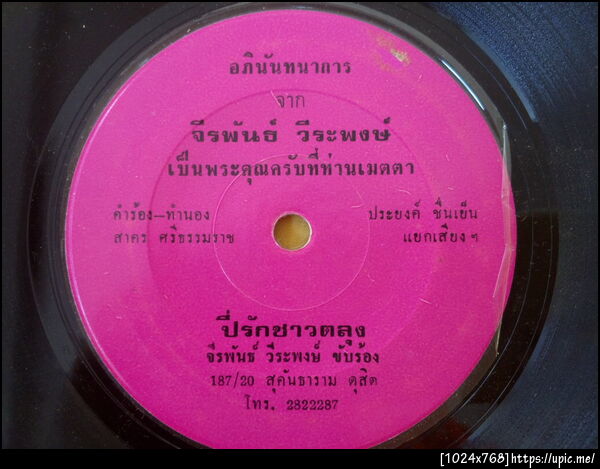 อภินันทนาการ
จาก
จีรพันธ์ วีระพงษ์
เป็นพระคุณครับที่ท่านเมตตา
คำร้อง—ทำนอง
สาคร ศรีธรรมราช
ประยงค์ ชื่นเย็น
แยกเสียง ฯ
ปี่รักชาวตลุง
จีรพันธ์ วีระพงษ์ ขับร้อง
187/20 สุคันธาราม ดุสิต
โทร. 2822287
[1024x768]https://upic.me/